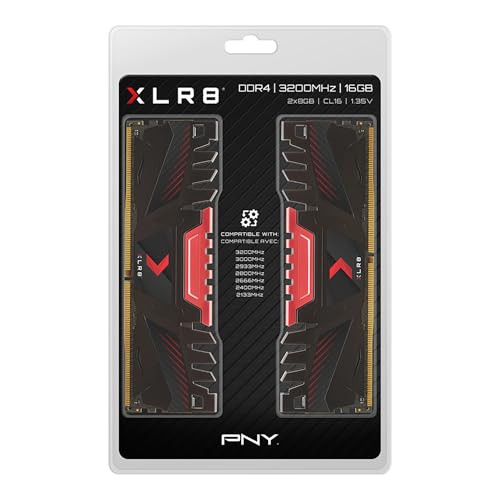 XLR8
DDR4 | 3200MHz | 16GB
2x8GB | CL16 | 1.35V
COMPATIBLE WITH:
COMPATIBLE AVEC:
3200MHz
3000MHz
2933MHz
2800MHz
2666MHz
2400MHz
2133MHz
XLR8
XLR8
PNY